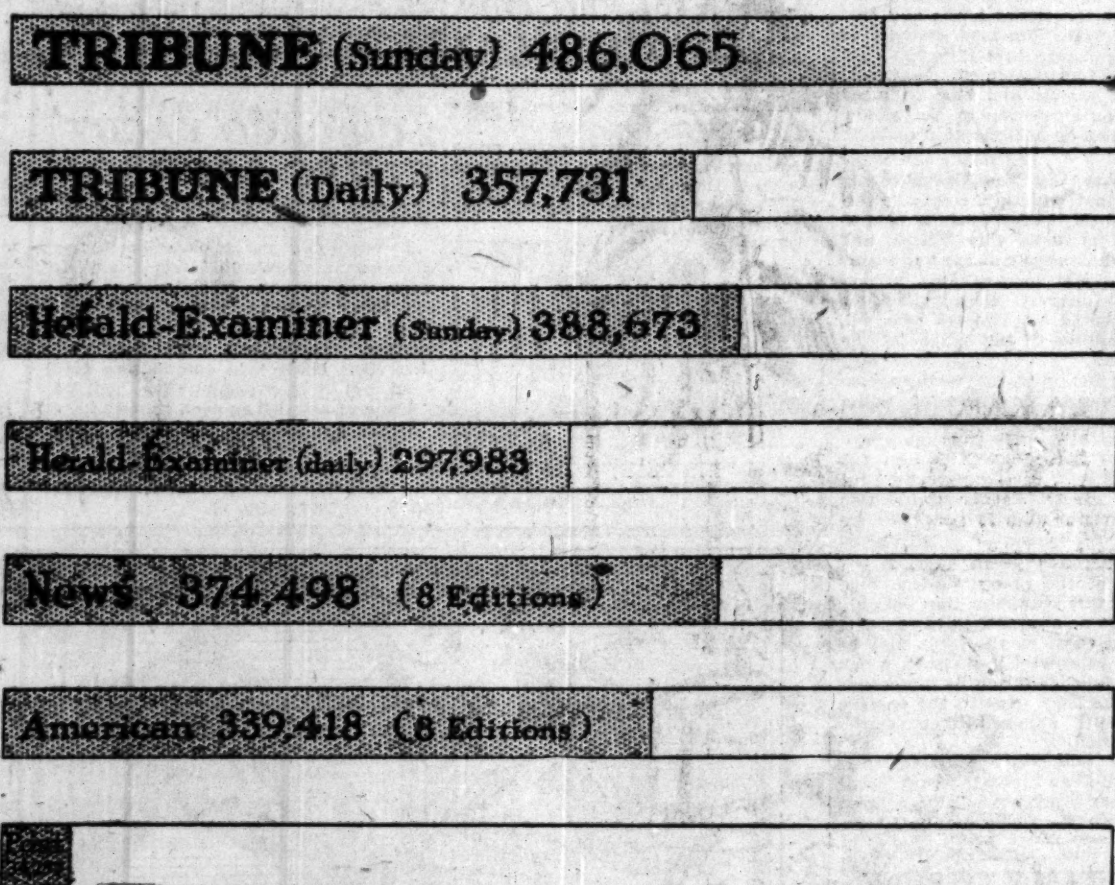 TRIBUNE (Sunday) 486,065
TRIBUNE (Daily) 357,731
Herald-Examiner (Sunday) 388,673
Herald-Examiner (daily) 297,983
News 374,498 (8 Editions)
American 339,418 (8 Editions)